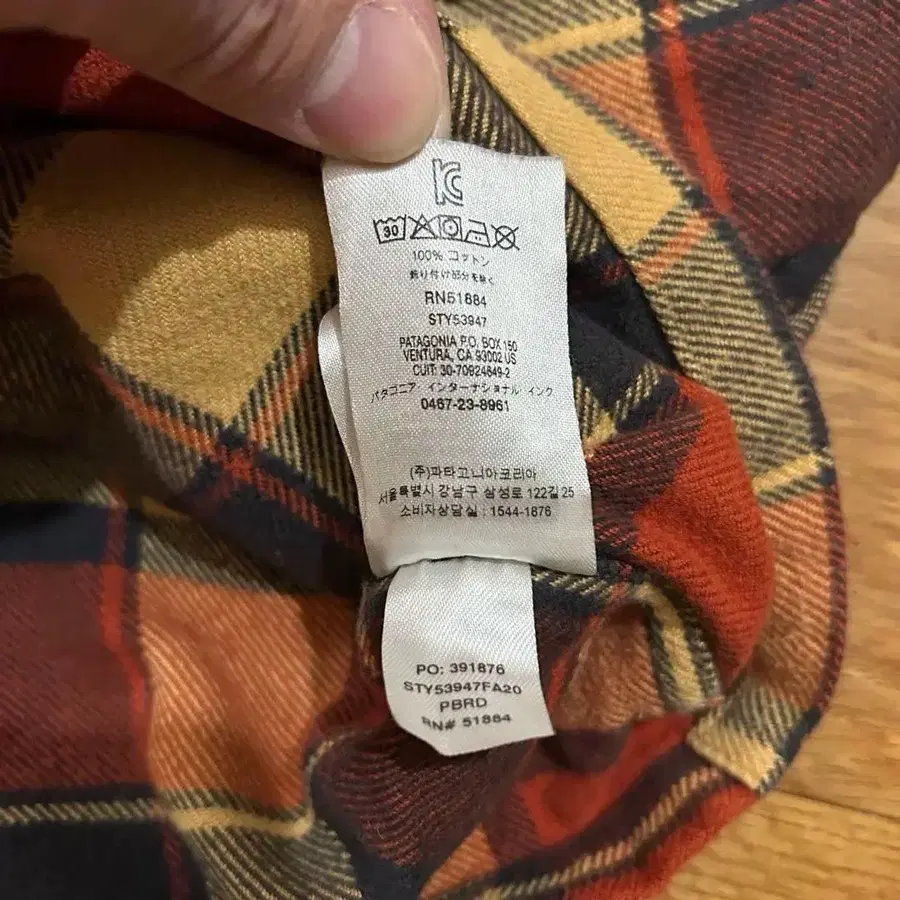 KC
30
100% コットン
飾り付け部分を除く
RN51884
STY53947
PATAGONIA P.O. BOX 150
VENTURA, CA 93002 US
CUIT: 30-70924849-2
パタゴニア・インターナショナル・インク
0467-23-8961
(주)파타고니아코리아
서울특별시 강남구 삼성로 122길 25
소비자상담실 : 1544-1876
PO: 391876
STY53947FA20
PBRD
RN# 51884